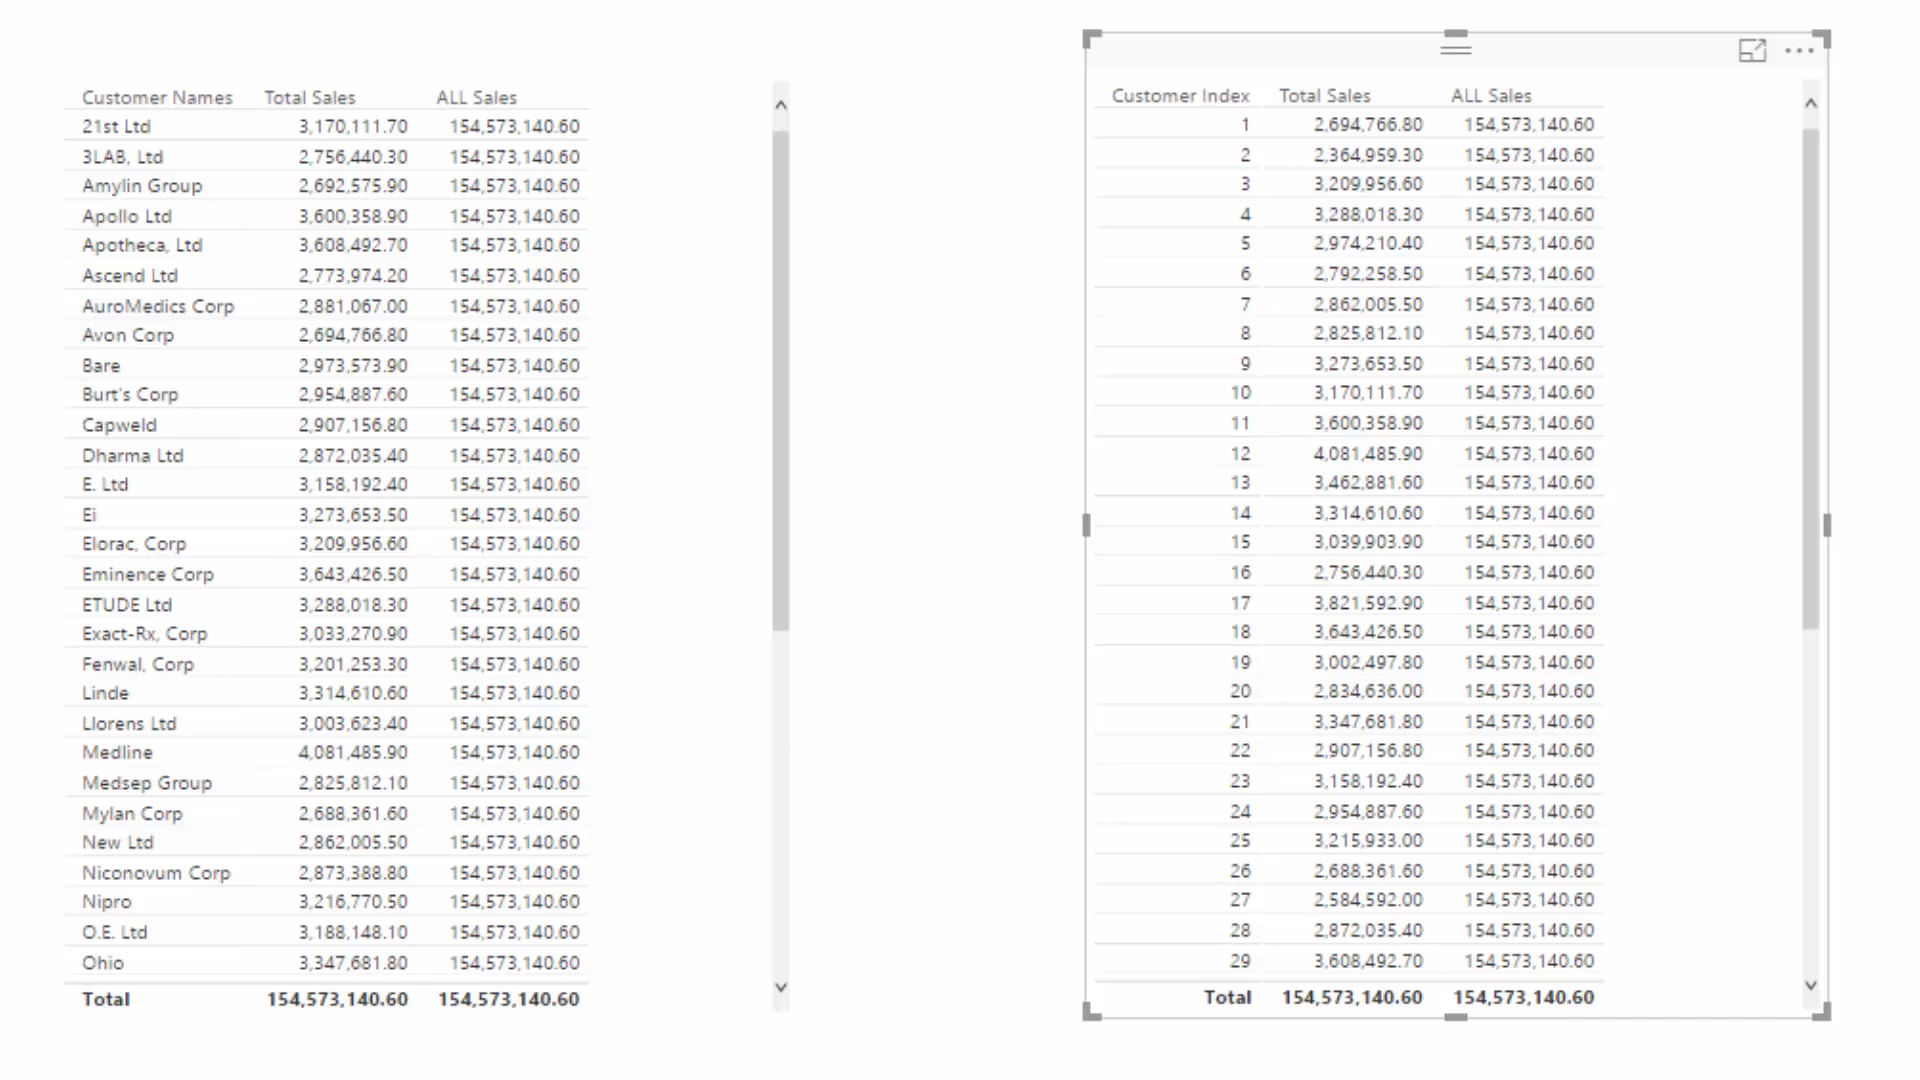 Customer Names Total Sales ALL Sales
21st Ltd 3,170,111.70 154,573,140.60
3LAB, Ltd 2,756,440.30 154,573,140.60
Amylin Group 2,692,575.90 154,573,140.60
Apollo Ltd 3,600,358.90 154,573,140.60
Apotheca, Ltd 3,608,492.70 154,573,140.60
Ascend Ltd 2,773,974.20 154,573,140.60
AuroMedics Corp 2,881,067.00 154,573,140.60
Avon Corp 2,694,766.80 154,573,140.60
Bare 2,973,573.90 154,573,140.60
Burt's Corp 2,954,887.60 154,573,140.60
Capweld 2,907,156.80 154,573,140.60
Dharma Ltd 2,872,035.40 154,573,140.60
E. Ltd 3,158,192.40 154,573,140.60
Ei 3,273,653.50 154,573,140.60
Elorac, Corp 3,209,956.60 154,573,140.60
Eminence Corp 3,643,426.50 154,573,140.60
ETUDE Ltd 3,288,018.30 154,573,140.60
Exact-Rx, Corp 3,033,270.90 154,573,140.60
Fenwal, Corp 3,201,253.30 154,573,140.60
Linde 3,314,610.60 154,573,140.60
Llorens Ltd 3,003,623.40 154,573,140.60
Medline 4,081,485.90 154,573,140.60
Medsep Group 2,825,812.10 154,573,140.60
Mylan Corp 2,688,361.60 154,573,140.60
New Ltd 2,862,005.50 154,573,140.60
Niconovum Corp 2,873,388.80 154,573,140.60
Nipro 3,216,770.50 154,573,140.60
O.E. Ltd 3,188,148.10 154,573,140.60
Ohio 3,347,681.80 154,573,140.60
Total 154,573,140.60 154,573,140.60
Customer Index Total Sales ALL Sales
1 2,694,766.80 154,573,140.60
2 2,364,959.30 154,573,140.60
3 3,209,956.60 154,573,140.60
4 3,288,018.30 154,573,140.60
5 2,974,210.40 154,573,140.60
6 2,792,258.50 154,573,140.60
7 2,862,005.50 154,573,140.60
8 2,825,812.10 154,573,140.60
9 3,273,653.50 154,573,140.60
10 3,170,111.70 154,573,140.60
11 3,600,358.90 154,573,140.60
12 4,081,485.90 154,573,140.60
13 3,462,881.60 154,573,140.60
14 3,314,610.60 154,573,140.60
15 3,039,903.90 154,573,140.60
16 2,756,440.30 154,573,140.60
17 3,821,592.90 154,573,140.60
18 3,643,426.50 154,573,140.60
19 3,002,497.80 154,573,140.60
20 2,834,636.00 154,573,140.60
21 3,347,681.80 154,573,140.60
22 2,907,156.80 154,573,140.60
23 3,158,192.40 154,573,140.60
24 2,954,887.60 154,573,140.60
25 3,215,933.00 154,573,140.60
26 2,688,361.60 154,573,140.60
27 2,584,592.00 154,573,140.60
28 2,872,035.40 154,573,140.60
29 3,608,492.70 154,573,140.60
Total 154,573,140.60 154,573,140.60